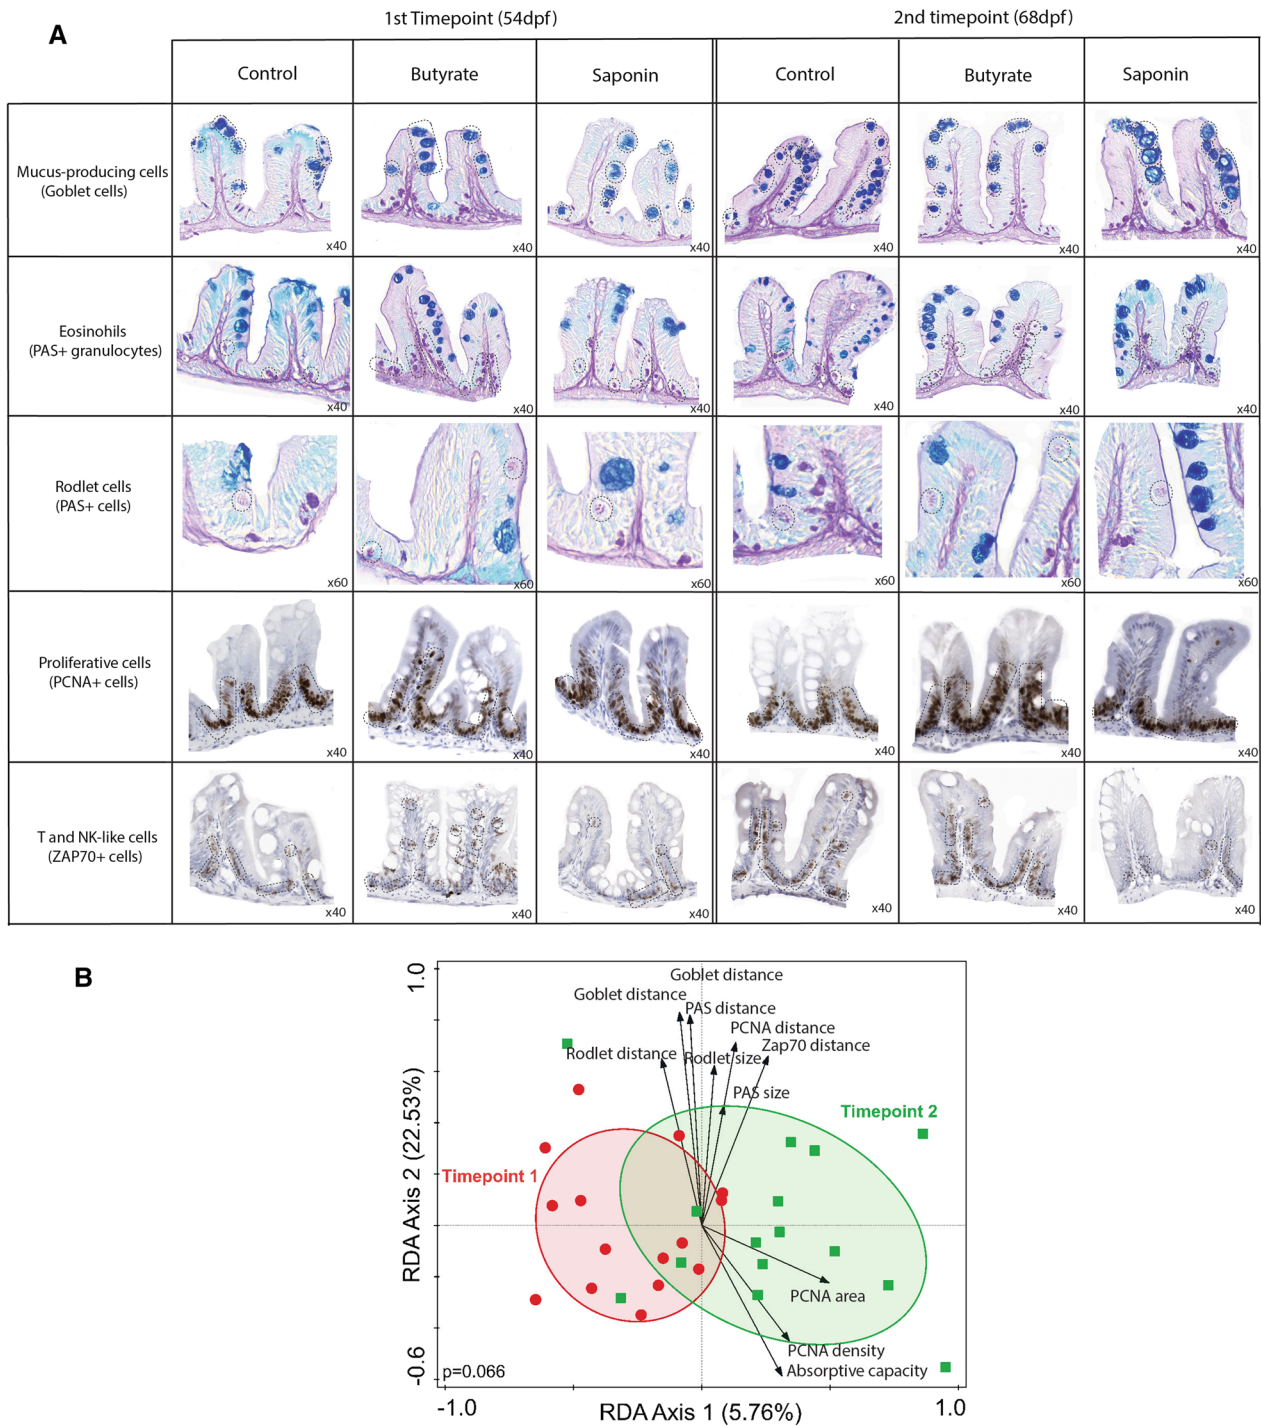 A
1st Timepoint (54dpf)
2nd timepoint (68dpf)
Control
Butyrate
Saponin
Control
Butyrate
Saponin
Mucus-producing cells
(Goblet cells)
x40
x40
x40
x40
x40
x40
Eosinohils
(PAS+ granulocytes)
x40
x40
x40
x40
x40
x40
Rodlet cells
(PAS+ cells)
x60
x60
x60
x60
x60
x60
Proliferative cells
(PCNA+ cells)
x40
x40
x40
x40
x40
x40
T and NK-like cells
(ZAP70+ cells)
x40
x40
x40
x40
x40
x40
B
1.0
RDA Axis 2 (22.53%)
-0.6
Goblet distance
Goblet distance
PAS distance
PCNA distance
Zap70 distance
Rodlet distance
Rodlet size
PAS size
Timepoint 2
Timepoint 1
PCNA area
PCNA density
Absorptive capacity
p=0.066
-1.0
RDA Axis 1 (5.76%)
1.0